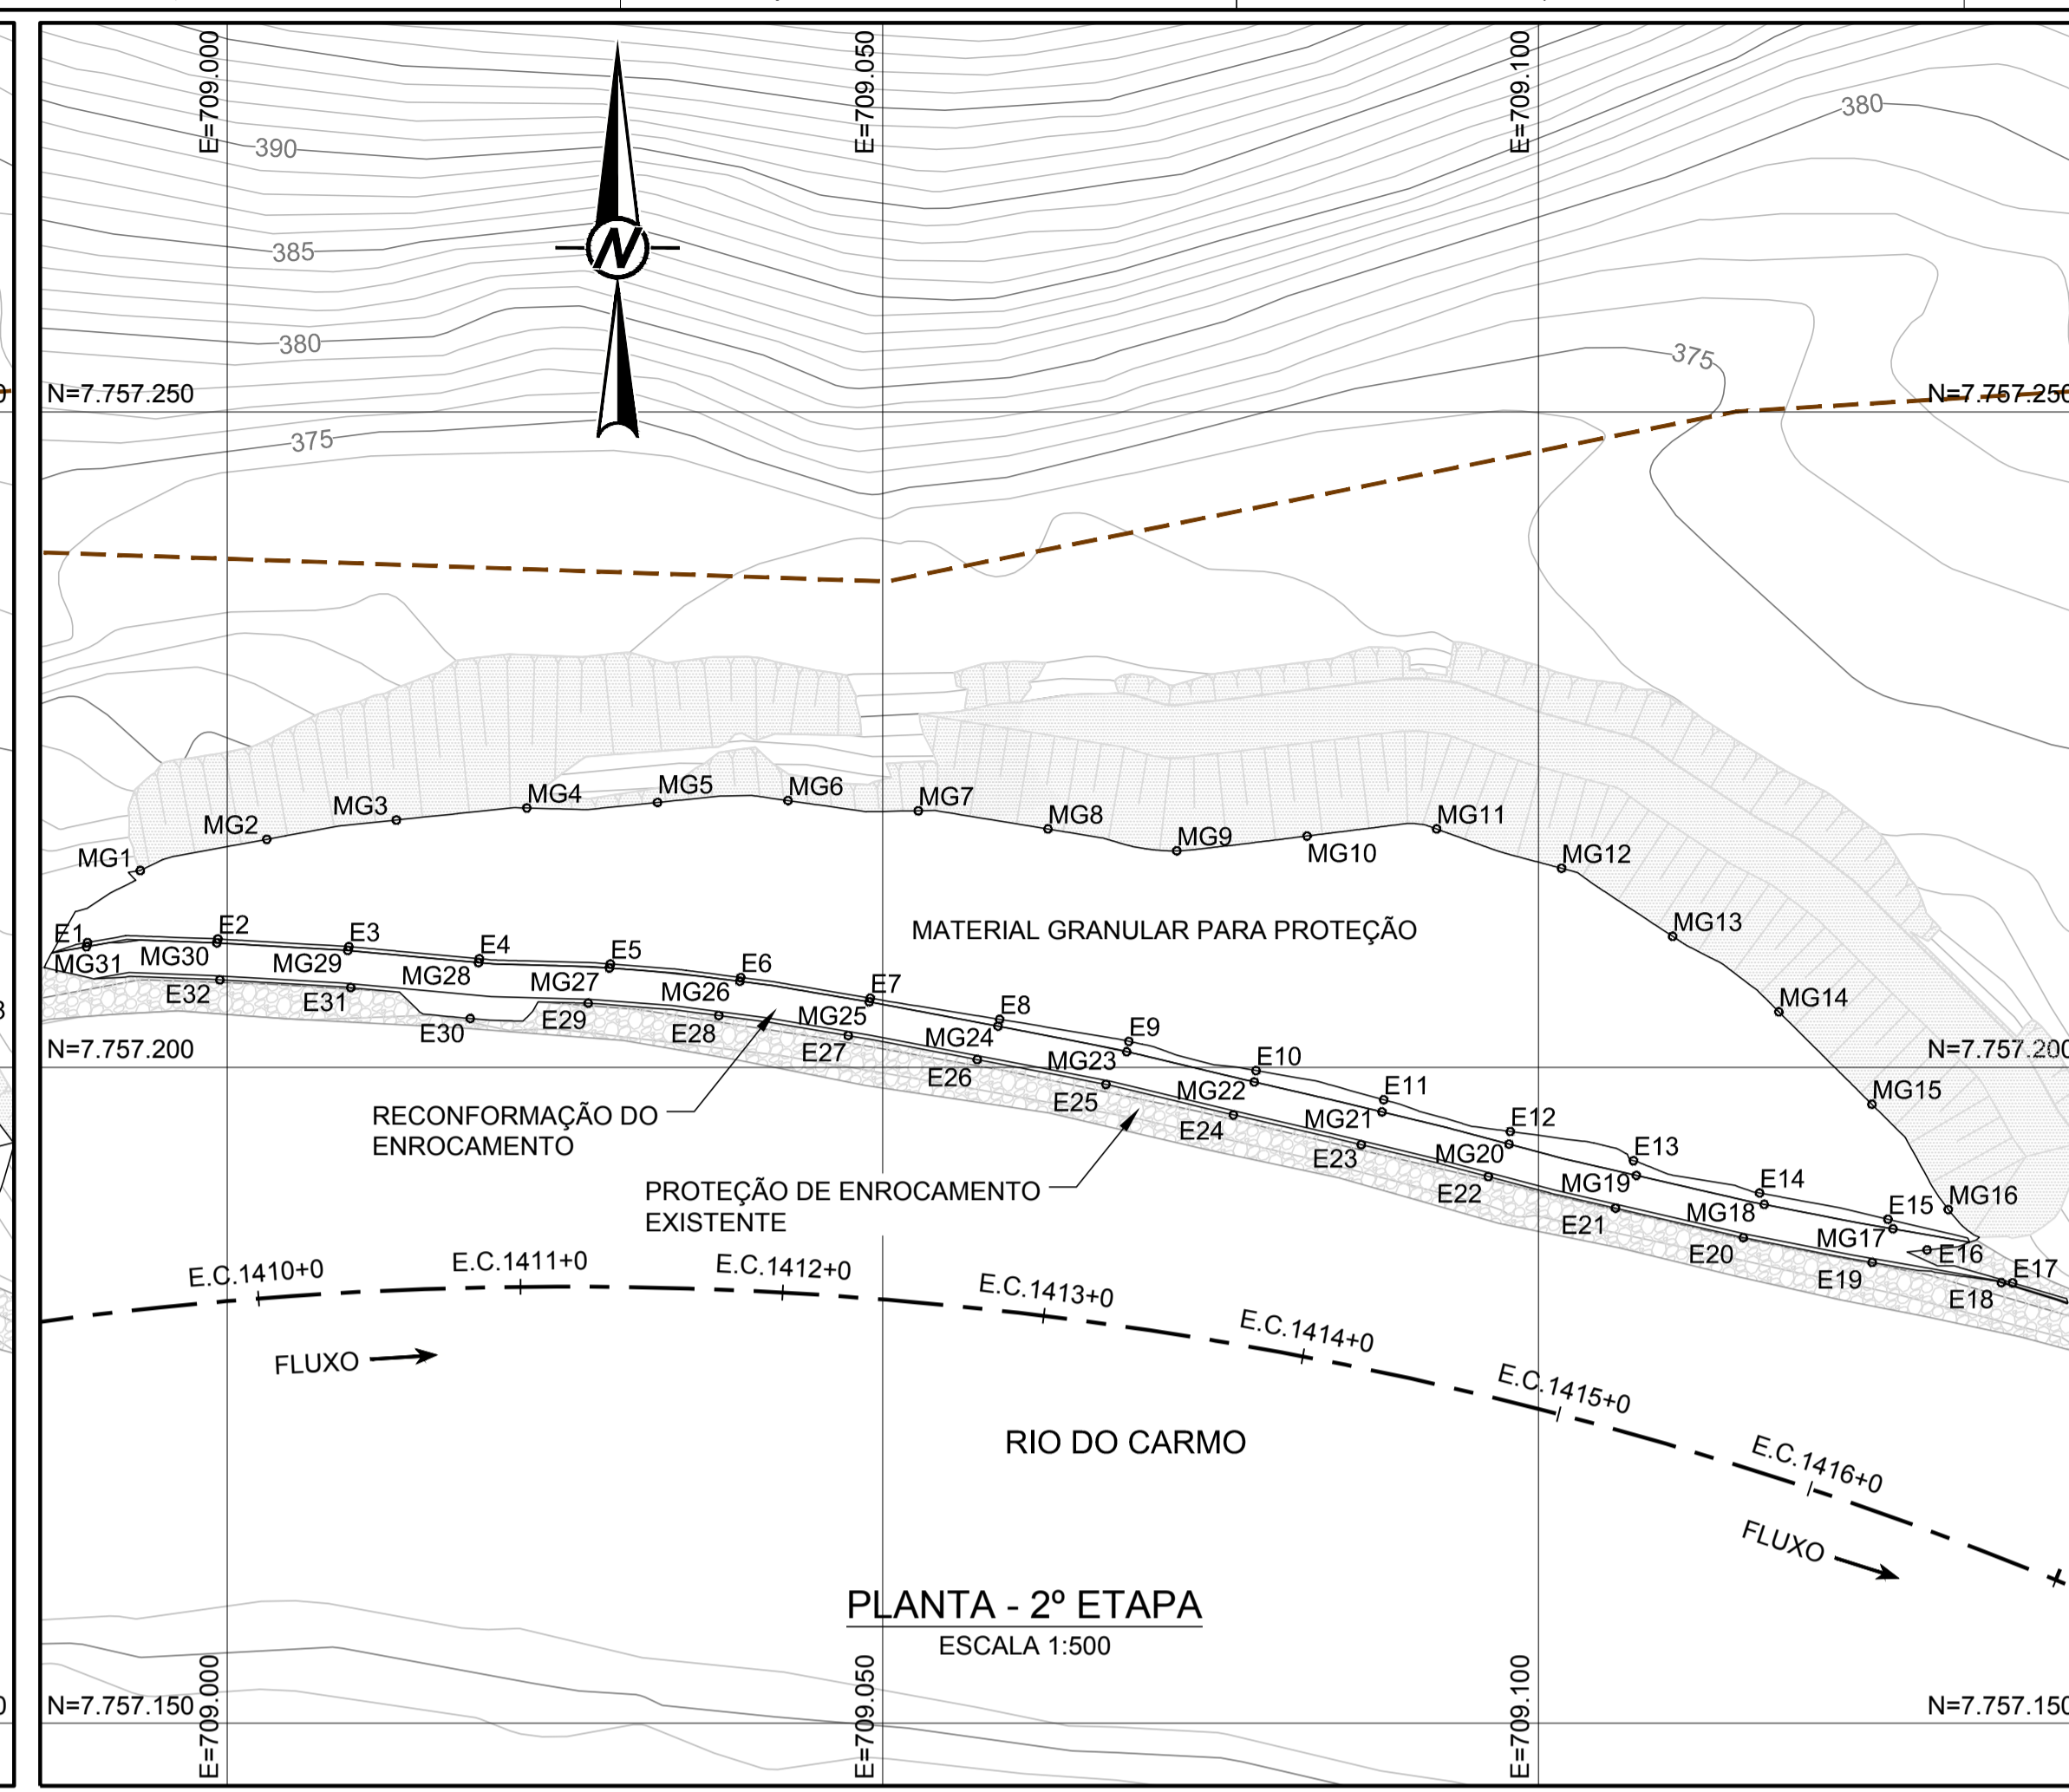 E=709.000
E=709.050
E=709.100
380
390
385
380
375
N=7.757.250
N=7.757.250
375
N
MG1
MG2
MG3
MG4
MG5
MG6
MG7
MG8
MG9
MG10
MG11
MG12
MG13
MG14
MG15
MG16
MATERIAL GRANULAR PARA PROTEÇÃO
E1
E2
E3
E4
E5
E6
E7
E8
E9
E10
E11
E12
E13
E14
E15
E16
E17
MG31
MG30
MG29
MG28
MG27
MG26
MG25
MG24
MG23
MG22
MG21
MG20
MG19
MG18
MG17
E32
E31
E30
E29
E28
E27
E26
E25
E24
E23
E22
E21
E20
E19
E18
N=7.757.200
N=7.757.200
RECONFORMAÇÃO DO
ENROCAMENTO
PROTEÇÃO DE ENROCAMENTO
EXISTENTE
E.C.1410+0
E.C.1411+0
E.C.1412+0
E.C.1413+0
E.C.1414+0
E.C.1415+0
E.C.1416+0
FLUXO
RIO DO CARMO
FLUXO
PLANTA - 2º ETAPA
ESCALA 1:500
N=7.757.150
N=7.757.150
E=709.000
E=709.050
E=709.100